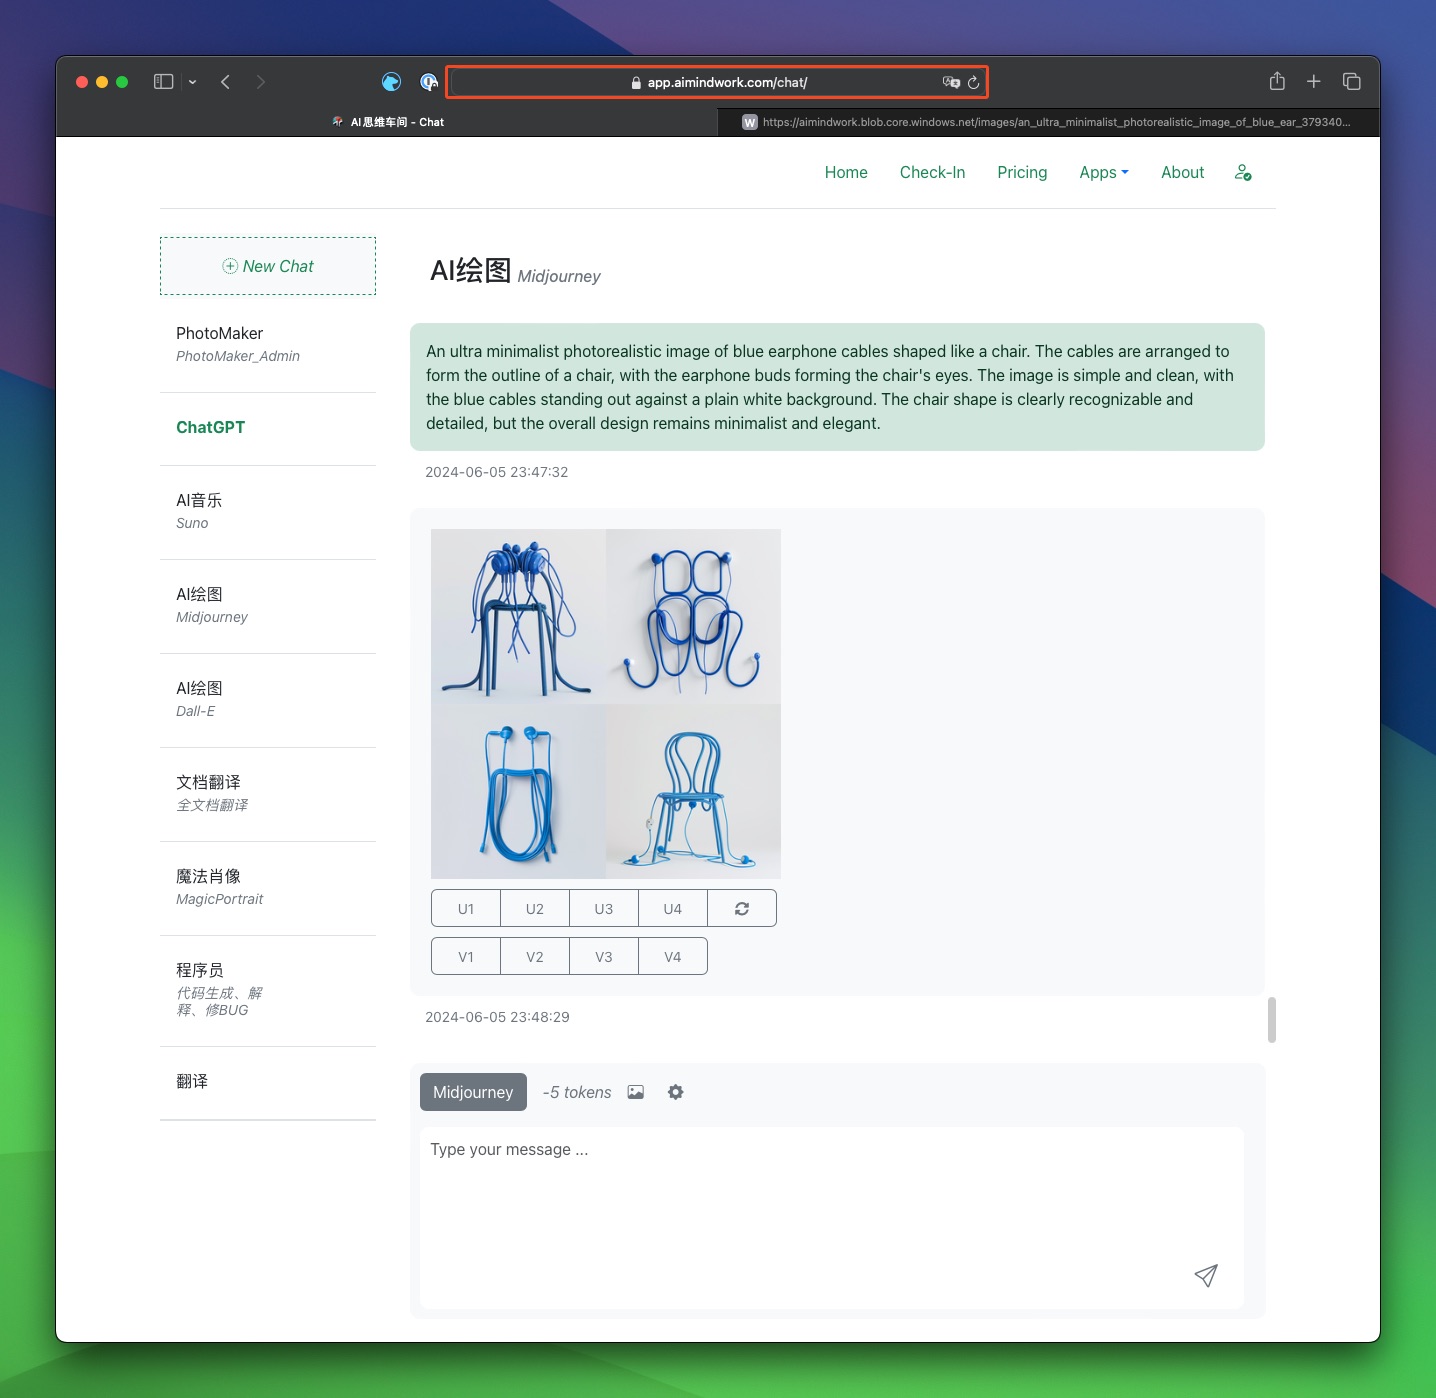 app.aimindwork.com/chat/
AI思维车间 - Chat
W https://aimindwork.blob.core.windows.net/images/an_ultra_minimalist_photorealistic_image_of_blue_ear_379340...
Home Check-In Pricing Apps About
New Chat
PhotoMaker
PhotoMaker_Admin
ChatGPT
AI音乐
Suno
AI绘图
Midjourney
AI绘图
Dall-E
文档翻译
全文档翻译
魔法肖像
MagicPortrait
程序员
代码生成、解
释、修BUG
翻译
AI绘图 Midjourney
An ultra minimalist photorealistic image of blue earphone cables shaped like a chair. The cables are arranged to
form the outline of a chair, with the earphone buds forming the chair's eyes. The image is simple and clean, with
the blue cables standing out against a plain white background. The chair shape is clearly recognizable and
detailed, but the overall design remains minimalist and elegant.
2024-06-05 23:47:32
U1 U2 U3 U4
V1 V2 V3 V4
2024-06-05 23:48:29
Midjourney -5 tokens
Type your message ...